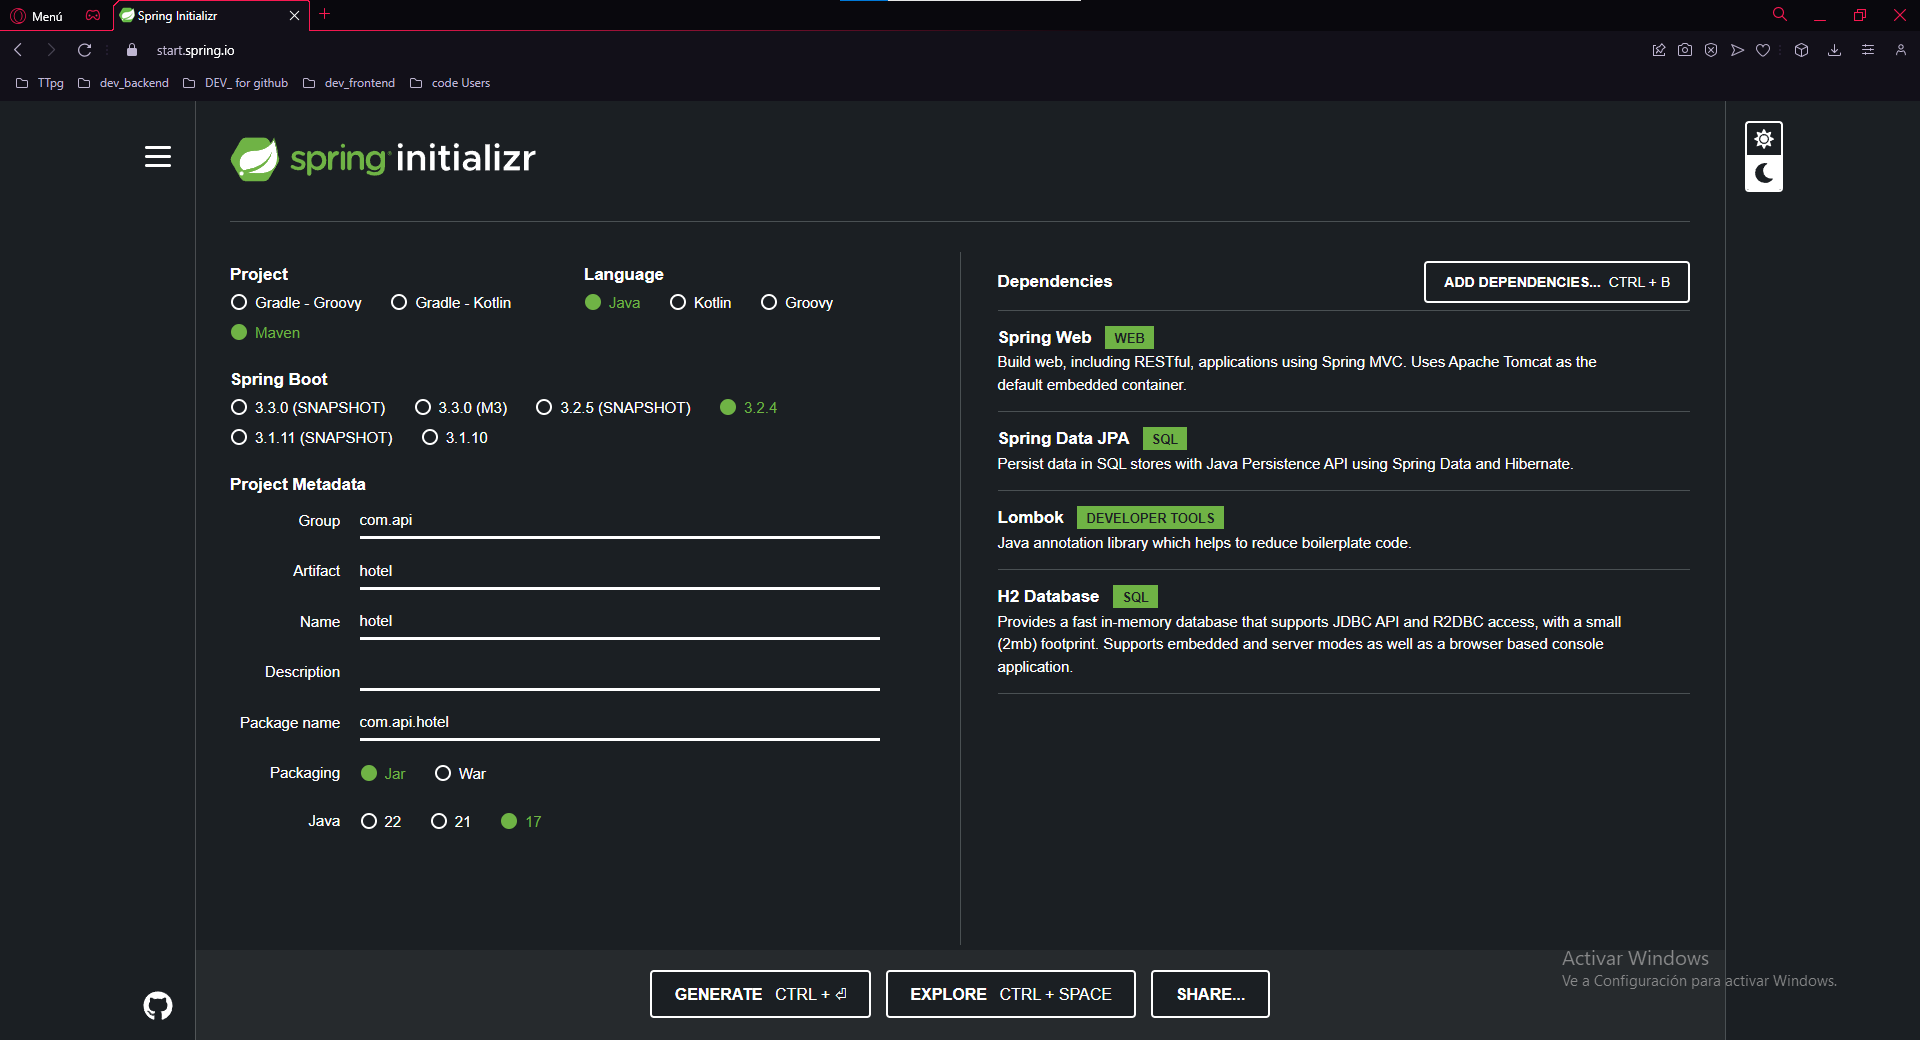 Menú
Spring Initializr
start.spring.io
TTpg
dev_backend
DEV_ for github
dev_frontend
code Users
spring initializr
Project
Gradle - Groovy
Gradle - Kotlin
Maven
Language
Java
Kotlin
Groovy
Spring Boot
3.3.0 (SNAPSHOT)
3.3.0 (M3)
3.2.5 (SNAPSHOT)
3.2.4
3.1.11 (SNAPSHOT)
3.1.10
Project Metadata
Group
com.api
Artifact
hotel
Name
hotel
Description
Package name
com.api.hotel
Packaging
Jar
War
Java
22
21
17
Dependencies
ADD DEPENDENCIES... CTRL + B
Spring Web WEB
Build web, including RESTful, applications using Spring MVC. Uses Apache Tomcat as the
default embedded container.
Spring Data JPA SQL
Persist data in SQL stores with Java Persistence API using Spring Data and Hibernate.
Lombok DEVELOPER TOOLS
Java annotation library which helps to reduce boilerplate code.
H2 Database SQL
Provides a fast in-memory database that supports JDBC API and R2DBC access, with a small
(2mb) footprint. Supports embedded and server modes as well as a browser based console
application.
GENERATE CTRL + ⏎
EXPLORE CTRL + SPACE
SHARE...
Activar Windows
Ve a Configuración para activar Windows.